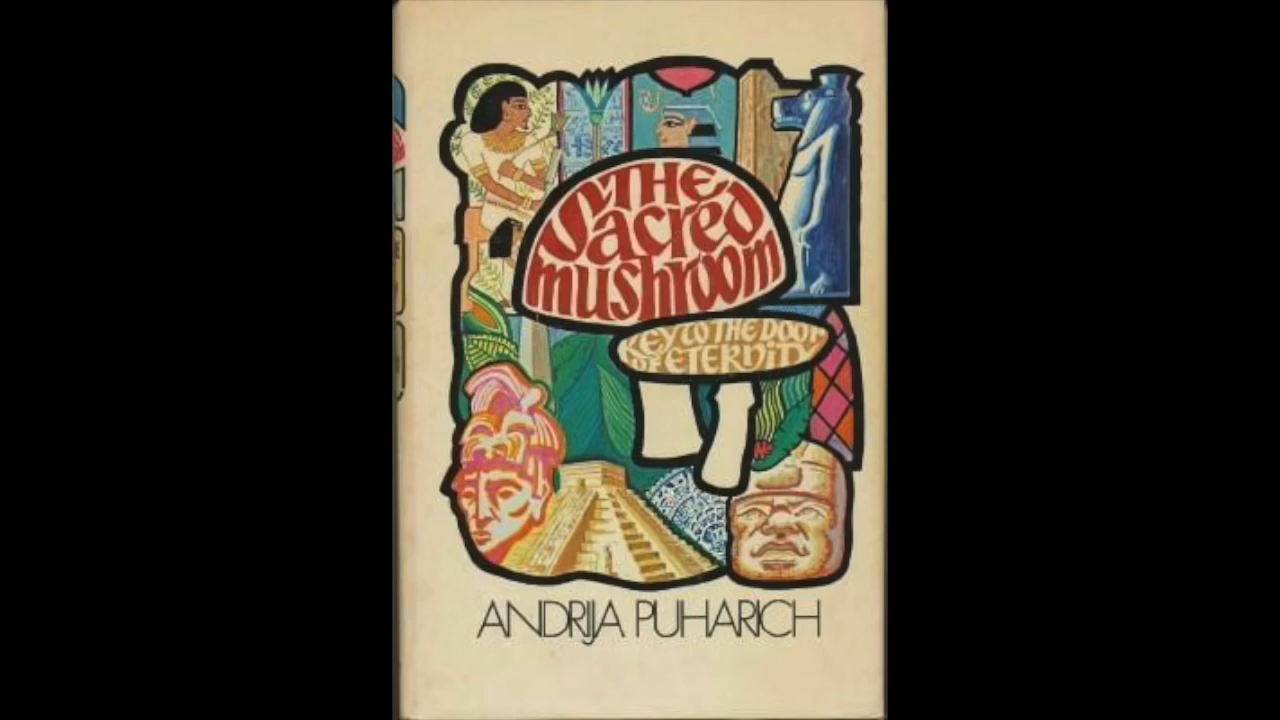 THE
Sacred
mushroom
KEY TO THE DOOR
OF ETERNITY
ANDRIJA PUHARICH